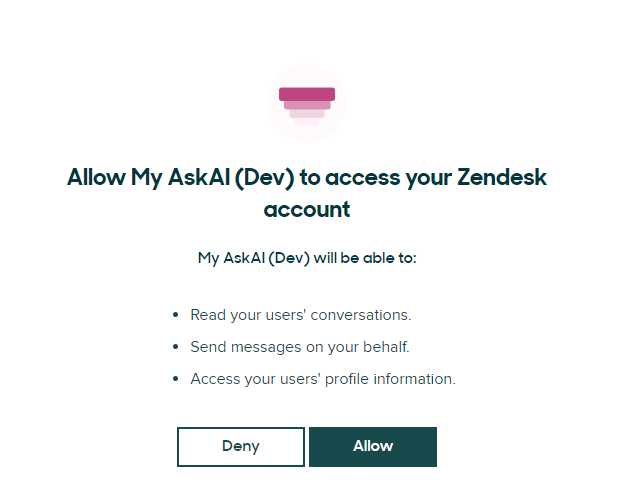 Allow My AskAI (Dev) to access your Zendesk
account
My AskAI (Dev) will be able to:
• Read your users' conversations.
• Send messages on your behalf.
• Access your users' profile information.
Deny
Allow